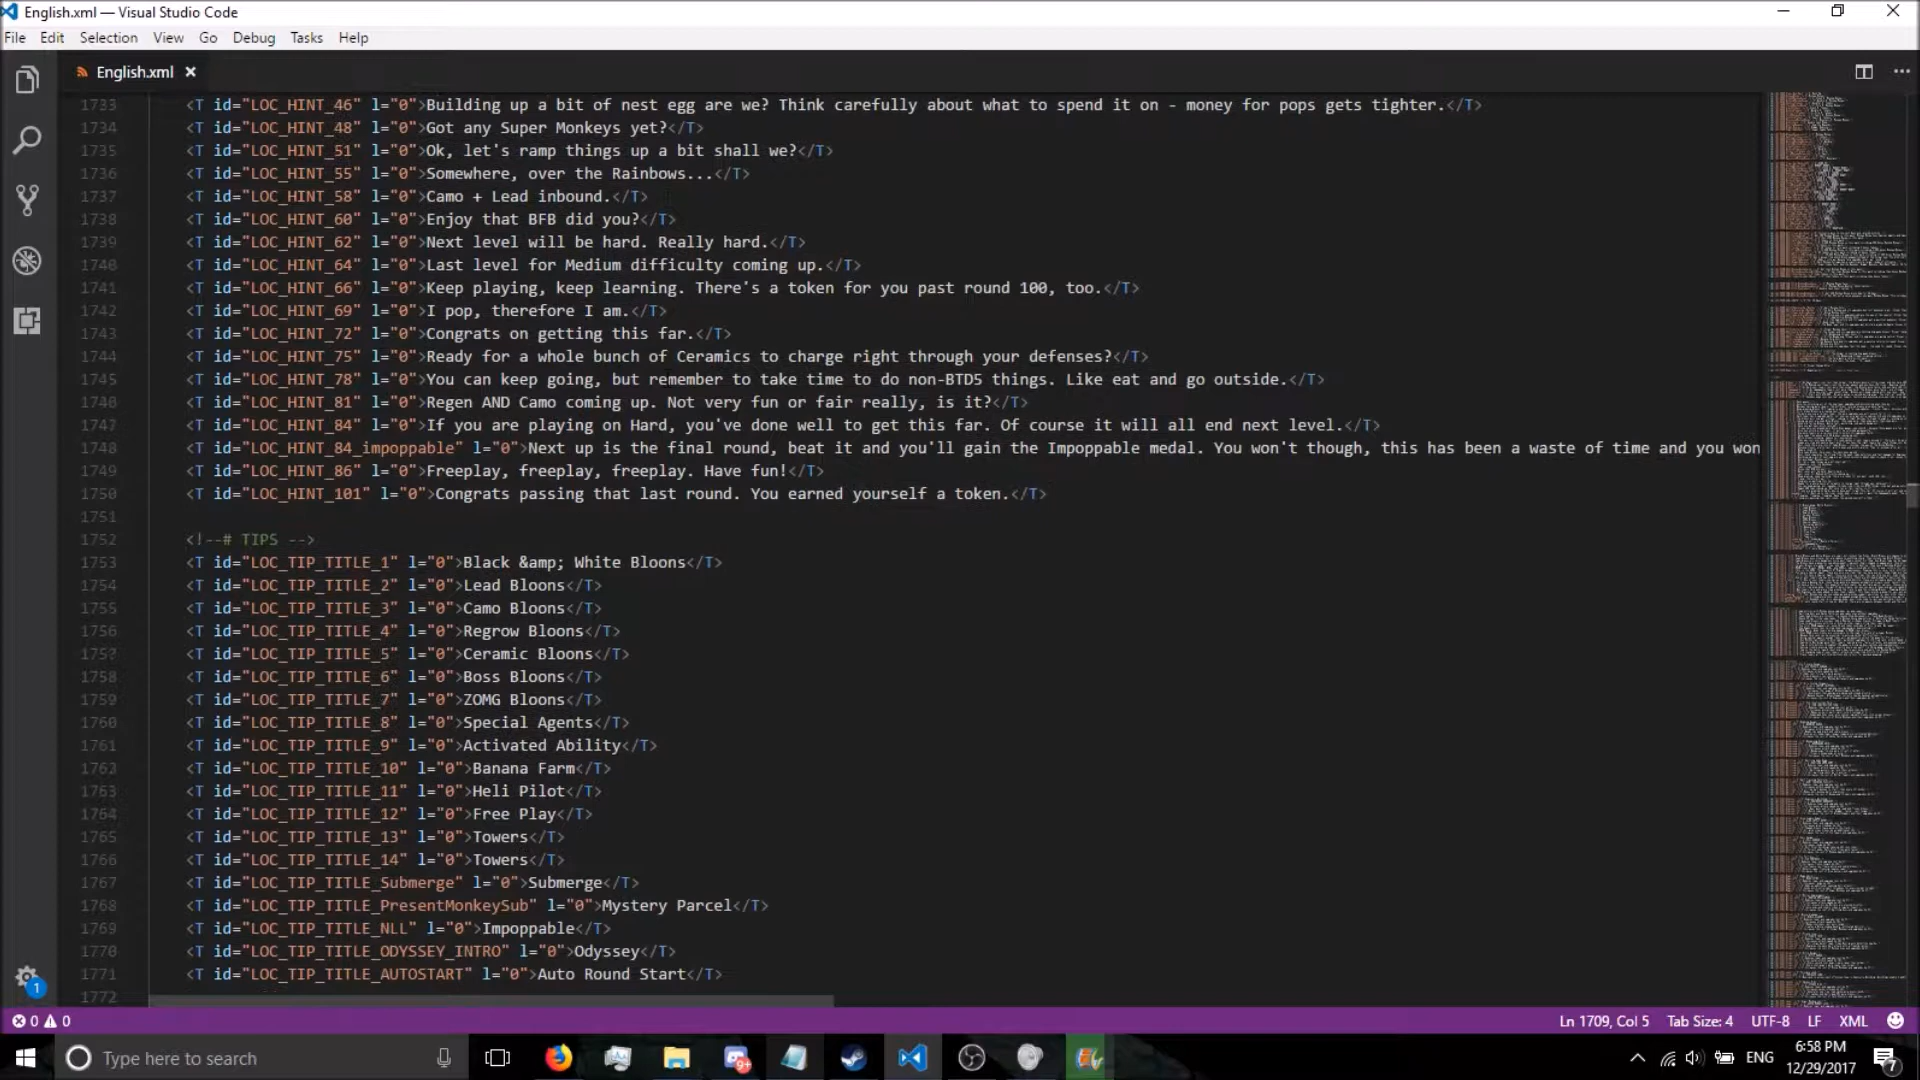 English.xml — Visual Studio Code
File Edit Selection View Go Debug Tasks Help
English.xml
1733 <T id="LOC_HINT_46" l="0">Building up a bit of nest egg are we? Think carefully about what to spend it on - money for pops gets tighter.</T>
1734 <T id="LOC_HINT_48" l="0">Got any Super Monkeys yet?</T>
1735 <T id="LOC_HINT_51" l="0">Ok, let's ramp things up a bit shall we?</T>
1736 <T id="LOC_HINT_55" l="0">Somewhere, over the Rainbows...</T>
1737 <T id="LOC_HINT_58" l="0">Camo + Lead inbound.</T>
1738 <T id="LOC_HINT_60" l="0">Enjoy that BFB did you?</T>
1739 <T id="LOC_HINT_62" l="0">Next level will be hard. Really hard.</T>
1740 <T id="LOC_HINT_64" l="0">Last level for Medium difficulty coming up.</T>
1741 <T id="LOC_HINT_66" l="0">Keep playing, keep learning. There's a token for you past round 100, too.</T>
1742 <T id="LOC_HINT_69" l="0">I pop, therefore I am.</T>
1743 <T id="LOC_HINT_72" l="0">Congrats on getting this far.</T>
1744 <T id="LOC_HINT_75" l="0">Ready for a whole bunch of Ceramics to charge right through your defenses?</T>
1745 <T id="LOC_HINT_78" l="0">You can keep going, but remember to take time to do non-BTD5 things. Like eat and go outside.</T>
1746 <T id="LOC_HINT_81" l="0">Regen AND Camo coming up. Not very fun or fair really, is it?</T>
1747 <T id="LOC_HINT_84" l="0">If you are playing on Hard, you've done well to get this far. Of course it will all end next level.</T>
1748 <T id="LOC_HINT_84_impoppable" l="0">Next up is the final round, beat it and you'll gain the Impoppable medal. You won't though, this has been a waste of time and you won
1749 <T id="LOC_HINT_86" l="0">Freeplay, freeplay, freeplay. Have fun!</T>
1750 <T id="LOC_HINT_101" l="0">Congrats passing that last round. You earned yourself a token.</T>
1751
1752 <!--# TIPS -->
1753 <T id="LOC_TIP_TITLE_1" l="0">Black &amp; White Bloons</T>
1754 <T id="LOC_TIP_TITLE_2" l="0">Lead Bloons</T>
1755 <T id="LOC_TIP_TITLE_3" l="0">Camo Bloons</T>
1756 <T id="LOC_TIP_TITLE_4" l="0">Regrow Bloons</T>
1757 <T id="LOC_TIP_TITLE_5" l="0">Ceramic Bloons</T>
1758 <T id="LOC_TIP_TITLE_6" l="0">Boss Bloons</T>
1759 <T id="LOC_TIP_TITLE_7" l="0">ZOMG Bloons</T>
1760 <T id="LOC_TIP_TITLE_8" l="0">Special Agents</T>
1761 <T id="LOC_TIP_TITLE_9" l="0">Activated Ability</T>
1762 <T id="LOC_TIP_TITLE_10" l="0">Banana Farm</T>
1763 <T id="LOC_TIP_TITLE_11" l="0">Heli Pilot</T>
1764 <T id="LOC_TIP_TITLE_12" l="0">Free Play</T>
1765 <T id="LOC_TIP_TITLE_13" l="0">Towers</T>
1766 <T id="LOC_TIP_TITLE_14" l="0">Towers</T>
1767 <T id="LOC_TIP_TITLE_Submerge" l="0">Submerge</T>
1768 <T id="LOC_TIP_TITLE_PresentMonkeySub" l="0">Mystery Parcel</T>
1769 <T id="LOC_TIP_TITLE_NLL" l="0">Impoppable</T>
1770 <T id="LOC_TIP_TITLE_ODYSSEY_INTRO" l="0">Odyssey</T>
1771 <T id="LOC_TIP_TITLE_AUTOSTART" l="0">Auto Round Start</T>
1772
1
0 0 Ln 1709, Col 5 Tab Size: 4 UTF-8 LF XML
Type here to search 9+ ENG 6:58 PM 7
12/29/2017